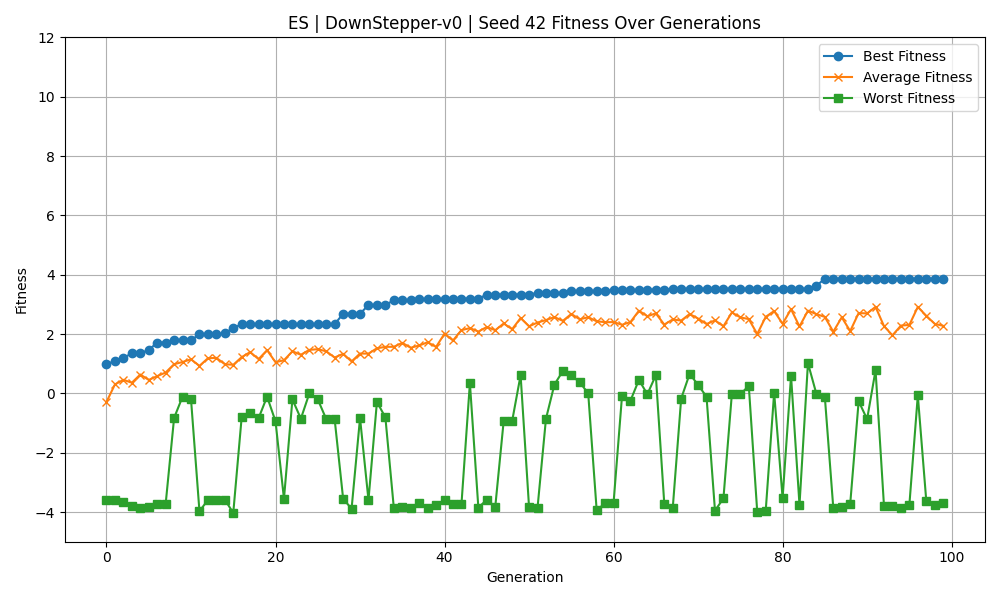 ES | DownStepper-v0 | Seed 42 Fitness Over Generations
Best Fitness
Average Fitness
Worst Fitness
Fitness
12
10
8
6
4
2
0
−2
−4
0 20 40 60 80 100
Generation